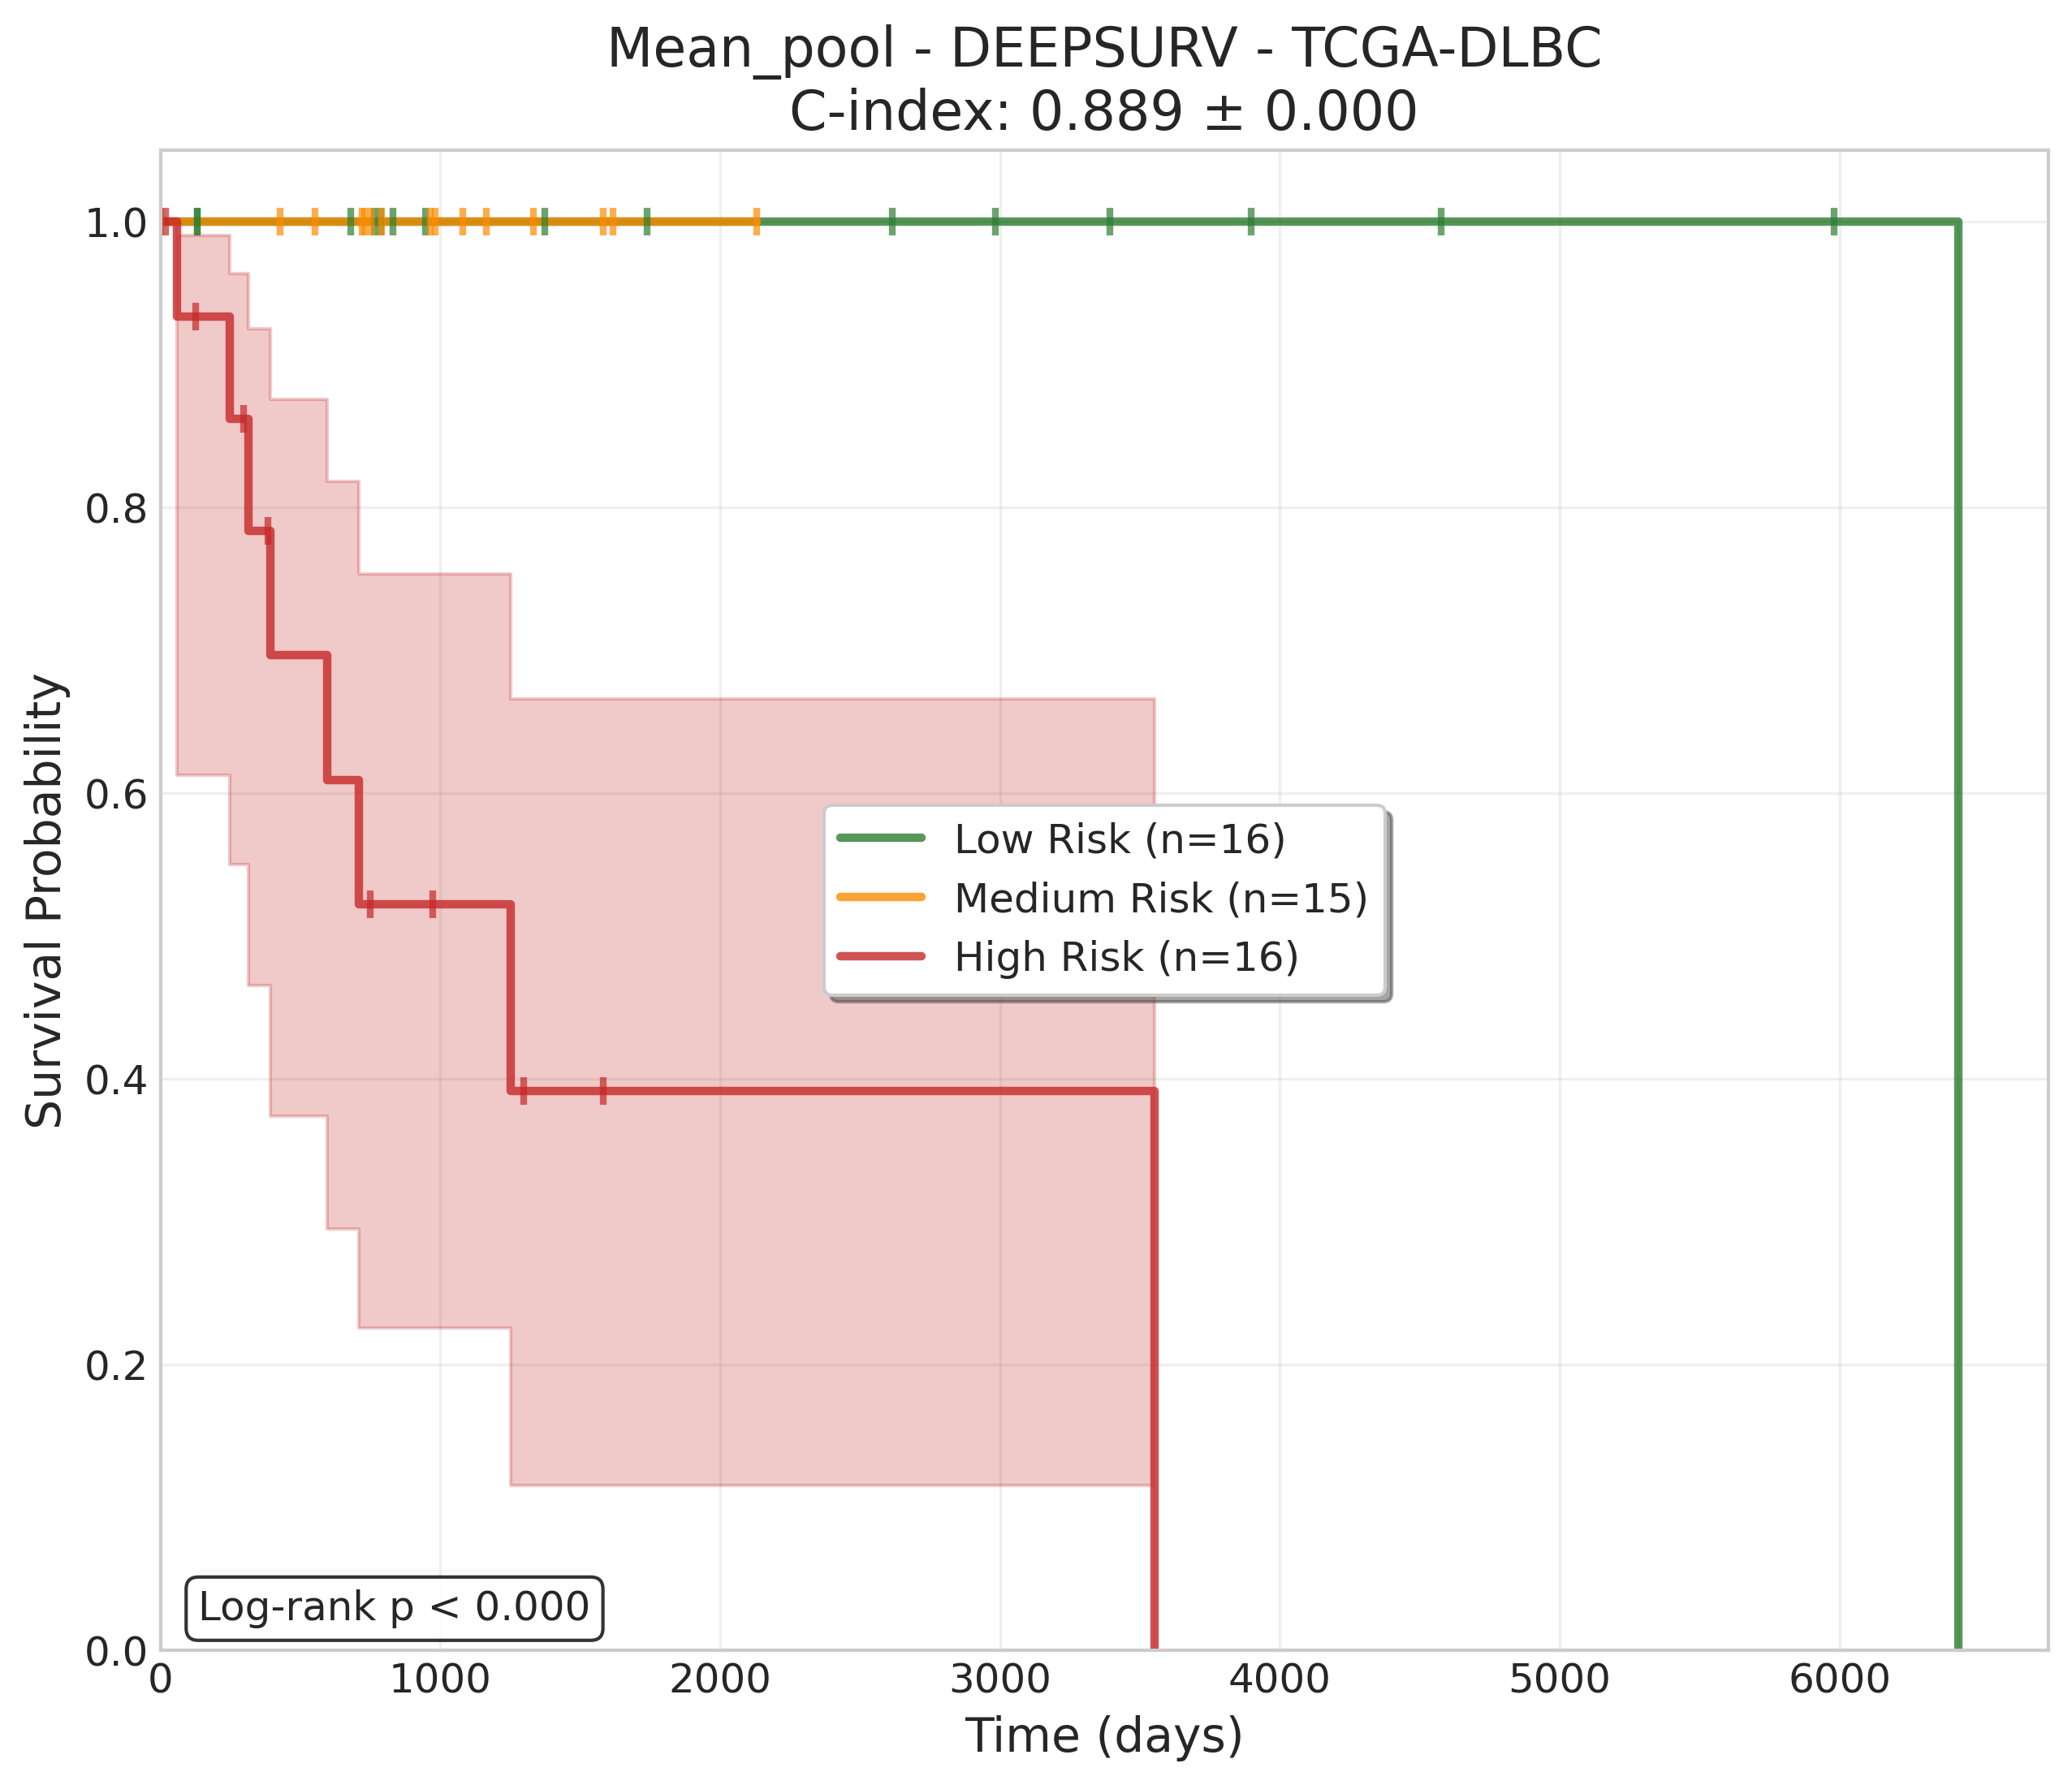 Mean_pool - DEEPSURV - TCGA-DLBC
C-index: 0.889 ± 0.000
Survival Probability
1.0
0.8
0.6
0.4
0.2
0.0
Low Risk (n=16)
Medium Risk (n=15)
High Risk (n=16)
Log-rank p < 0.000
0 1000 2000 3000 4000 5000 6000
Time (days)